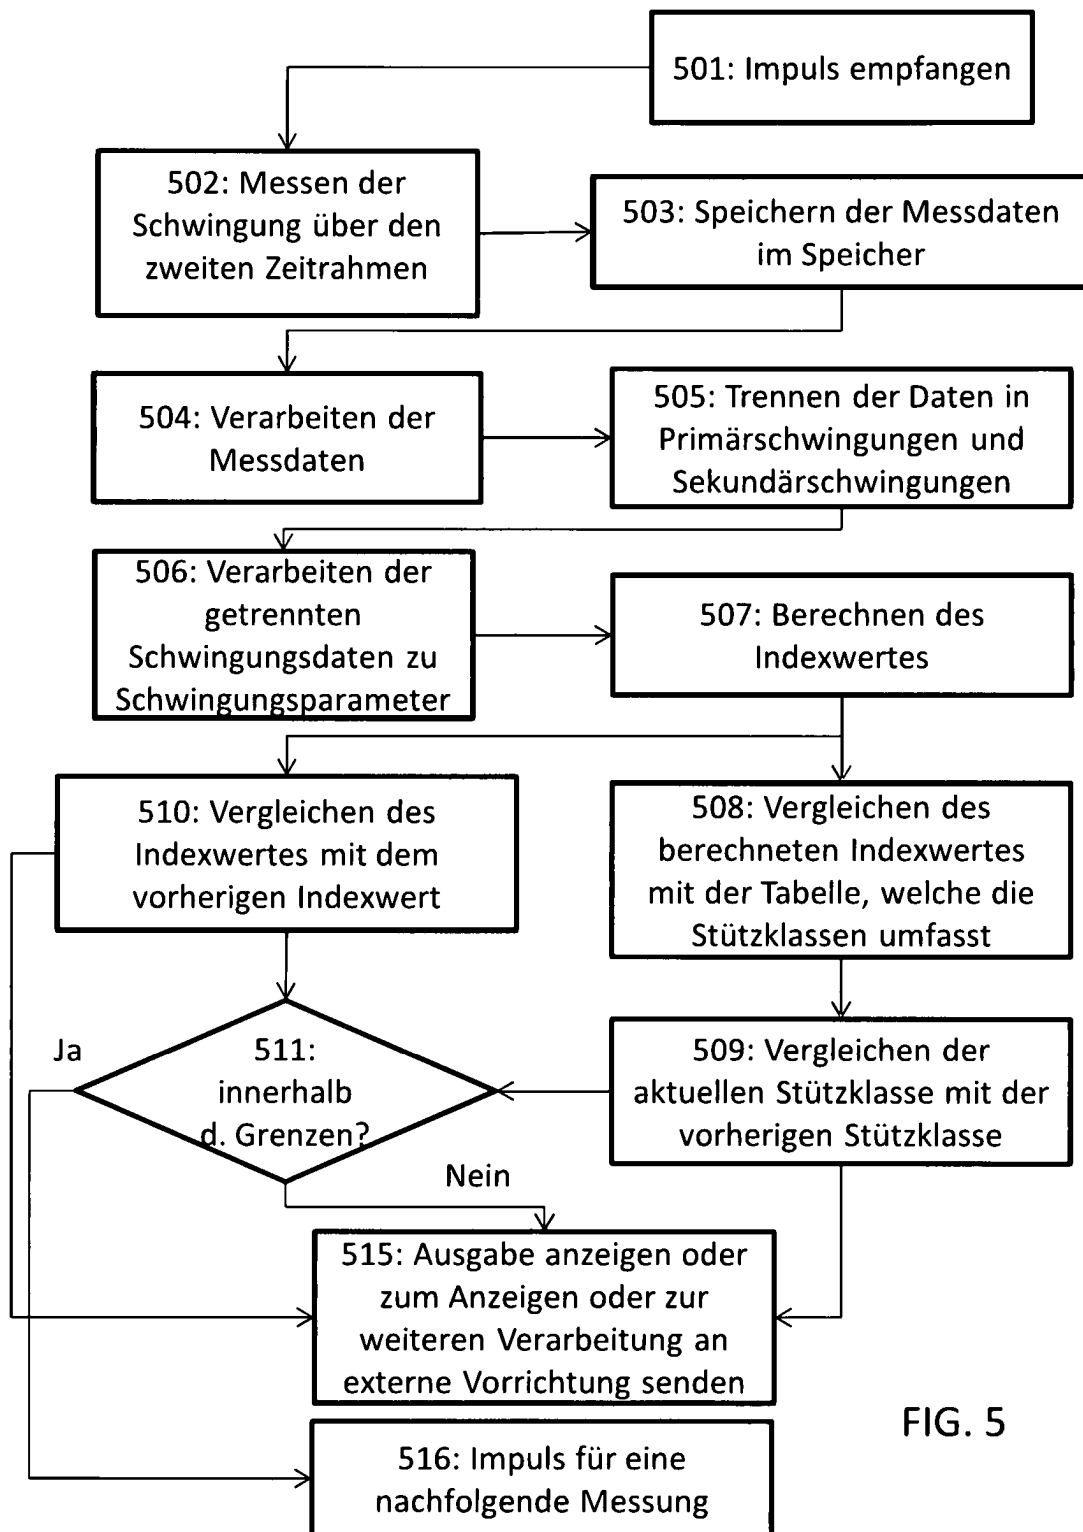 501: Impuls empfangen
502: Messen der
Schwingung über den
zweiten Zeitrahmen
503: Speichern der Messdaten
im Speicher
504: Verarbeiten der
Messdaten
505: Trennen der Daten in
Primärschwingungen und
Sekundärschwingungen
506: Verarbeiten der
getrennten
Schwingungsdaten zu
Schwingungsparameter
507: Berechnen des
Indexwertes
510: Vergleichen des
Indexwertes mit dem
vorherigen Indexwert
508: Vergleichen des
berechneten Indexwertes
mit der Tabelle, welche die
Stützklassen umfasst
Ja
511:
innerhalb
d. Grenzen?
509: Vergleichen der
aktuellen Stützklasse mit der
vorherigen Stützklasse
Nein
515: Ausgabe anzeigen oder
zum Anzeigen oder zur
weiteren Verarbeitung an
externe Vorrichtung senden
FIG. 5
516: Impuls für eine
nachfolgende Messung